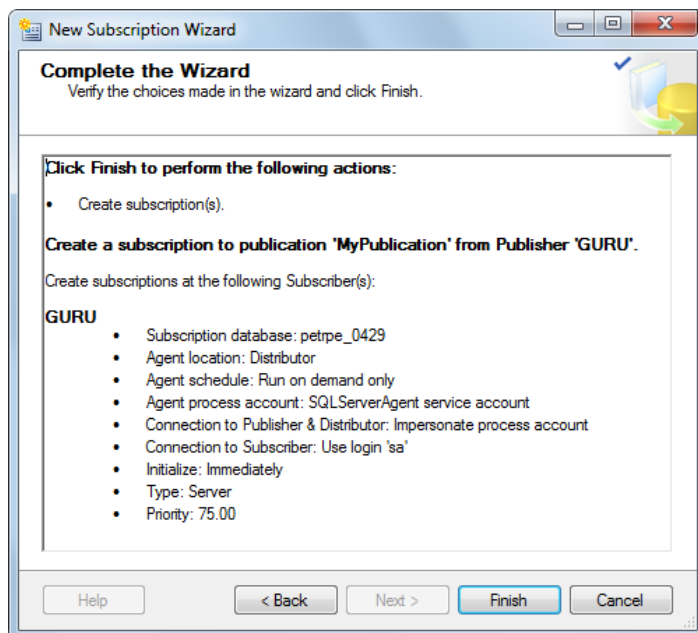 New Subscription Wizard
Complete the Wizard
Verify the choices made in the wizard and click Finish.
Click Finish to perform the following actions:
• Create subscription(s).
Create a subscription to publication 'MyPublication' from Publisher 'GURU'.
Create subscriptions at the following Subscriber(s):
GURU
• Subscription database: petrpe_0429
• Agent location: Distributor
• Agent schedule: Run on demand only
• Agent process account: SQLServerAgent service account
• Connection to Publisher & Distributor: Impersonate process account
• Connection to Subscriber: Use login 'sa'
• Initialize: Immediately
• Type: Server
• Priority: 75.00
Help < Back Next > Finish Cancel